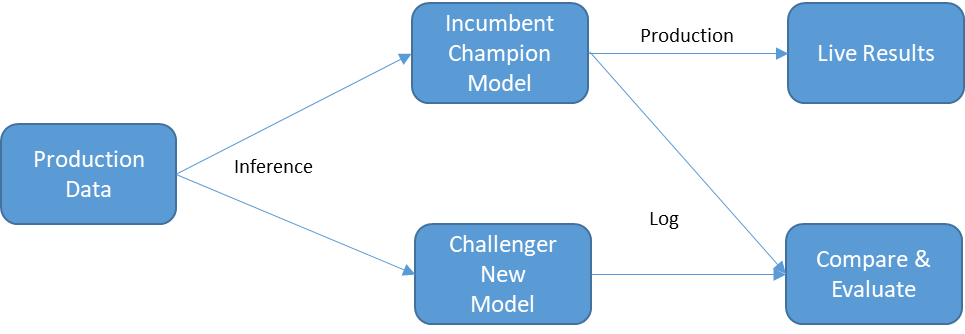 Incumbent
Champion
Model
Production
Live Results
Production
Data
Inference
Log
Challenger
New
Model
Compare &
Evaluate